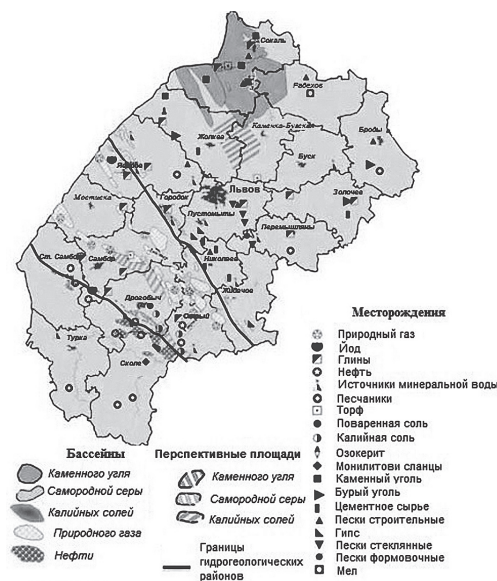 Сокаль
Радехов
Каменка-Бугская
Жолква
Броды
Яворов
Буск
Львов
Золочев
Мостиска
Городок
Пустомыты
Перемышляны
Ст. Самбор
Самбор
Николаев
Жидачов
Дрогобыч
Стрый
Турка
Сколе
Месторождения
Природный газ
Йод
Глины
Нефть
Источники минеральной воды
Песчаники
Торф
Поваренная соль
Калийная соль
Озокерит
Монилитови сланцы
Каменный уголь
Бурый уголь
Цементное сырье
Пески строительные
Гипс
Пески стеклянные
Пески формовочные
Мел
Бассейны
Каменного угля
Самородной серы
Калийных солей
Природного газа
Нефти
Перспективные площади
Каменного угля
Самородной серы
Калийных солей
Границы
гидрогеологических
районов